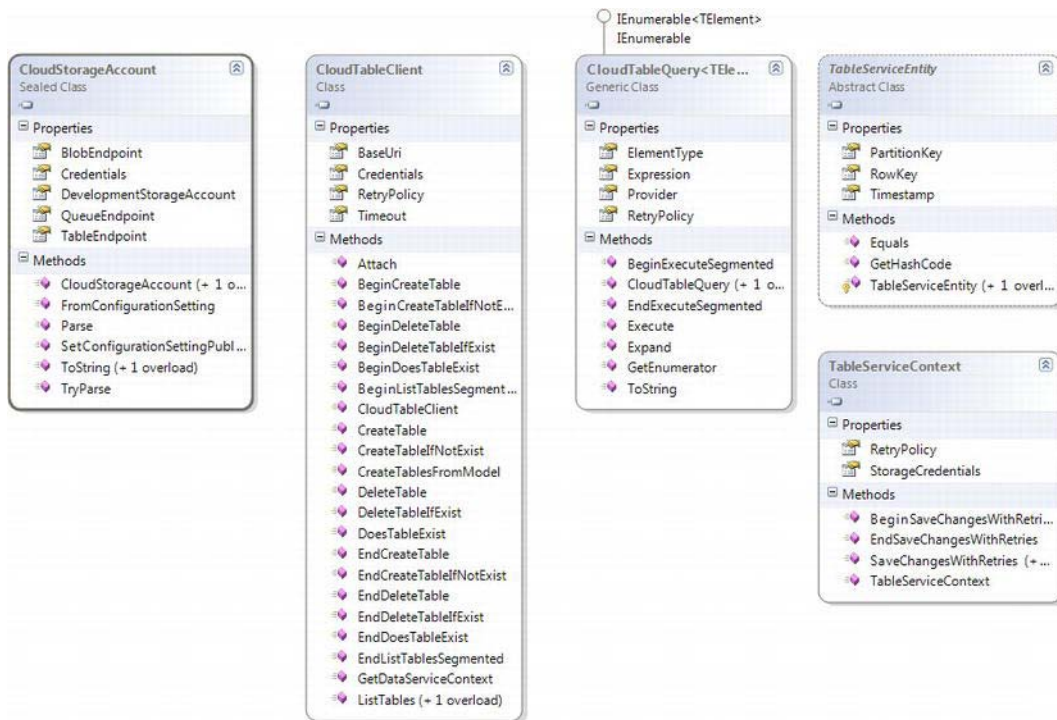 CloudStorageAccount
Sealed Class
Properties
BlobEndpoint
Credentials
DevelopmentStorageAccount
QueueEndpoint
TableEndpoint
Methods
CloudStorageAccount (+ 1 o...
FromConfigurationSetting
Parse
SetConfigurationSettingPubl...
ToString (+ 1 overload)
TryParse
CloudTableClient
Class
Properties
BaseUri
Credentials
RetryPolicy
Timeout
Methods
Attach
BeginCreateTable
BeginCreateTableIfNotE...
BeginDeleteTable
BeginDeleteTableIfExist
BeginDoesTableExist
BeginListTablesSegment...
CloudTableClient
CreateTable
CreateTableIfNotExist
CreateTablesFromModel
DeleteTable
DeleteTableIfExist
DoesTableExist
EndCreateTable
EndCreateTableIfNotExist
EndDeleteTable
EndDeleteTableIfExist
EndDoesTableExist
EndListTablesSegmented
GetDataServiceContext
ListTables (+ 1 overload)
IEnumerable<TElement>
IEnumerable
CloudTableQuery<TEle...
Generic Class
Properties
ElementType
Expression
Provider
RetryPolicy
Methods
BeginExecuteSegmented
CloudTableQuery (+ 1 o...
EndExecuteSegmented
Execute
Expand
GetEnumerator
ToString
TableServiceEntity
Abstract Class
Properties
PartitionKey
RowKey
Timestamp
Methods
Equals
GetHashCode
TableServiceEntity (+ 1 overl...
TableServiceContext
Class
Properties
RetryPolicy
StorageCredentials
Methods
BeginSaveChangesWithRetri...
EndSaveChangesWithRetries
SaveChangesWithRetries (+ ...
TableServiceContext